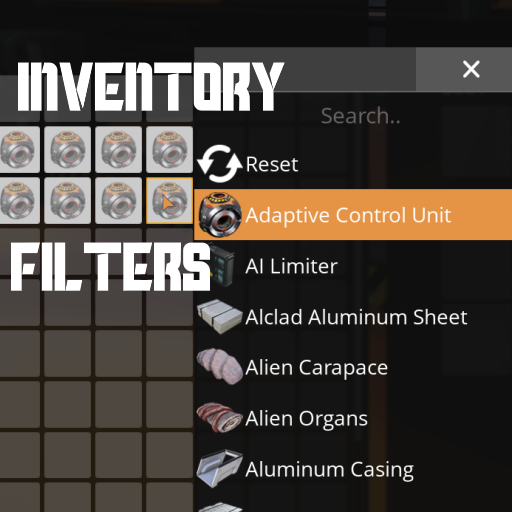 INVENTORY
FILTERS
Search..
Reset
Adaptive Control Unit
AI Limiter
Alclad Aluminum Sheet
Alien Carapace
Alien Organs
Aluminum Casing